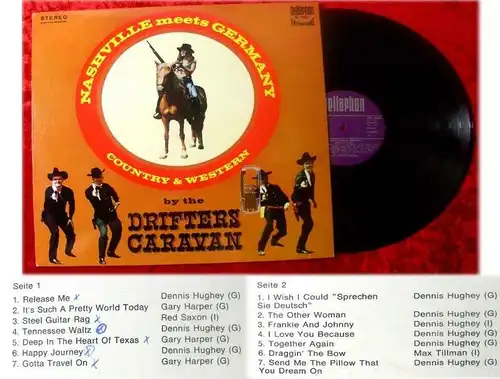 STEREO
bellaphon
NASHVILLE meets GERMANY
COUNTRY & WESTERN
by the
DRIFTERS
CARAVAN
bellaphon
Seite 1
1. Release Me x Dennis Hughey (G)
2. It's Such A Pretty World Today Gary Harper (G)
3. Steel Guitar Rag x Red Saxon (I)
4. Tennessee Waltz x Dennis Hughey (G)
5. Deep In The Heart Of Texas x Gary Harper (G)
6. Happy Journey x Dennis Hughey (G)
7. Gotta Travel On x Gary Harper (G)
Seite 2
1. I Wish I Could "Sprechen Dennis Hughey (G)
Sie Deutsch"
2. The Other Woman Dennis Hughey (G)
3. Frankie And Johnny Dennis Hughey (G)
4. I Love You Because Dennis Hughey (G)
5. Together Again Dennis Hughey (G)
6. Draggin' The Bow Max Tillman (I)
7. Send Me The Pillow That Dennis Hughey (G)
You Dream On